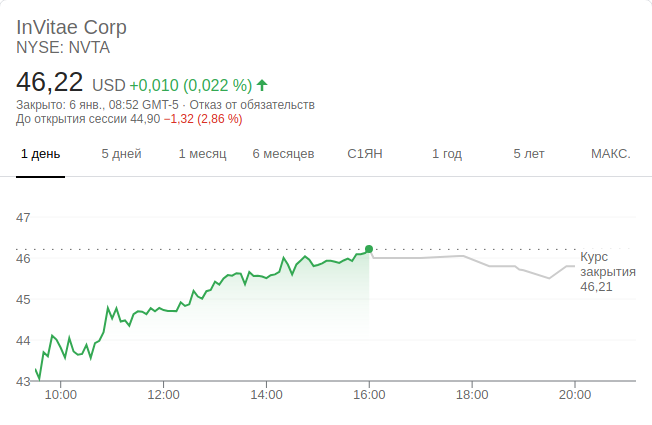 InVitae Corp
NYSE: NVTA
46,22 USD +0,010 (0,022 %)
Закрыто: 6 янв., 08:52 GMT-5 · Отказ от обязательств
До открытия сессии 44,90 −1,32 (2,86 %)
1 день 5 дней 1 месяц 6 месяцев С1ЯН 1 год 5 лет МАКС.
47
46
45
44
43
Курс
закрытия
46,21
10:00 12:00 14:00 16:00 18:00 20:00